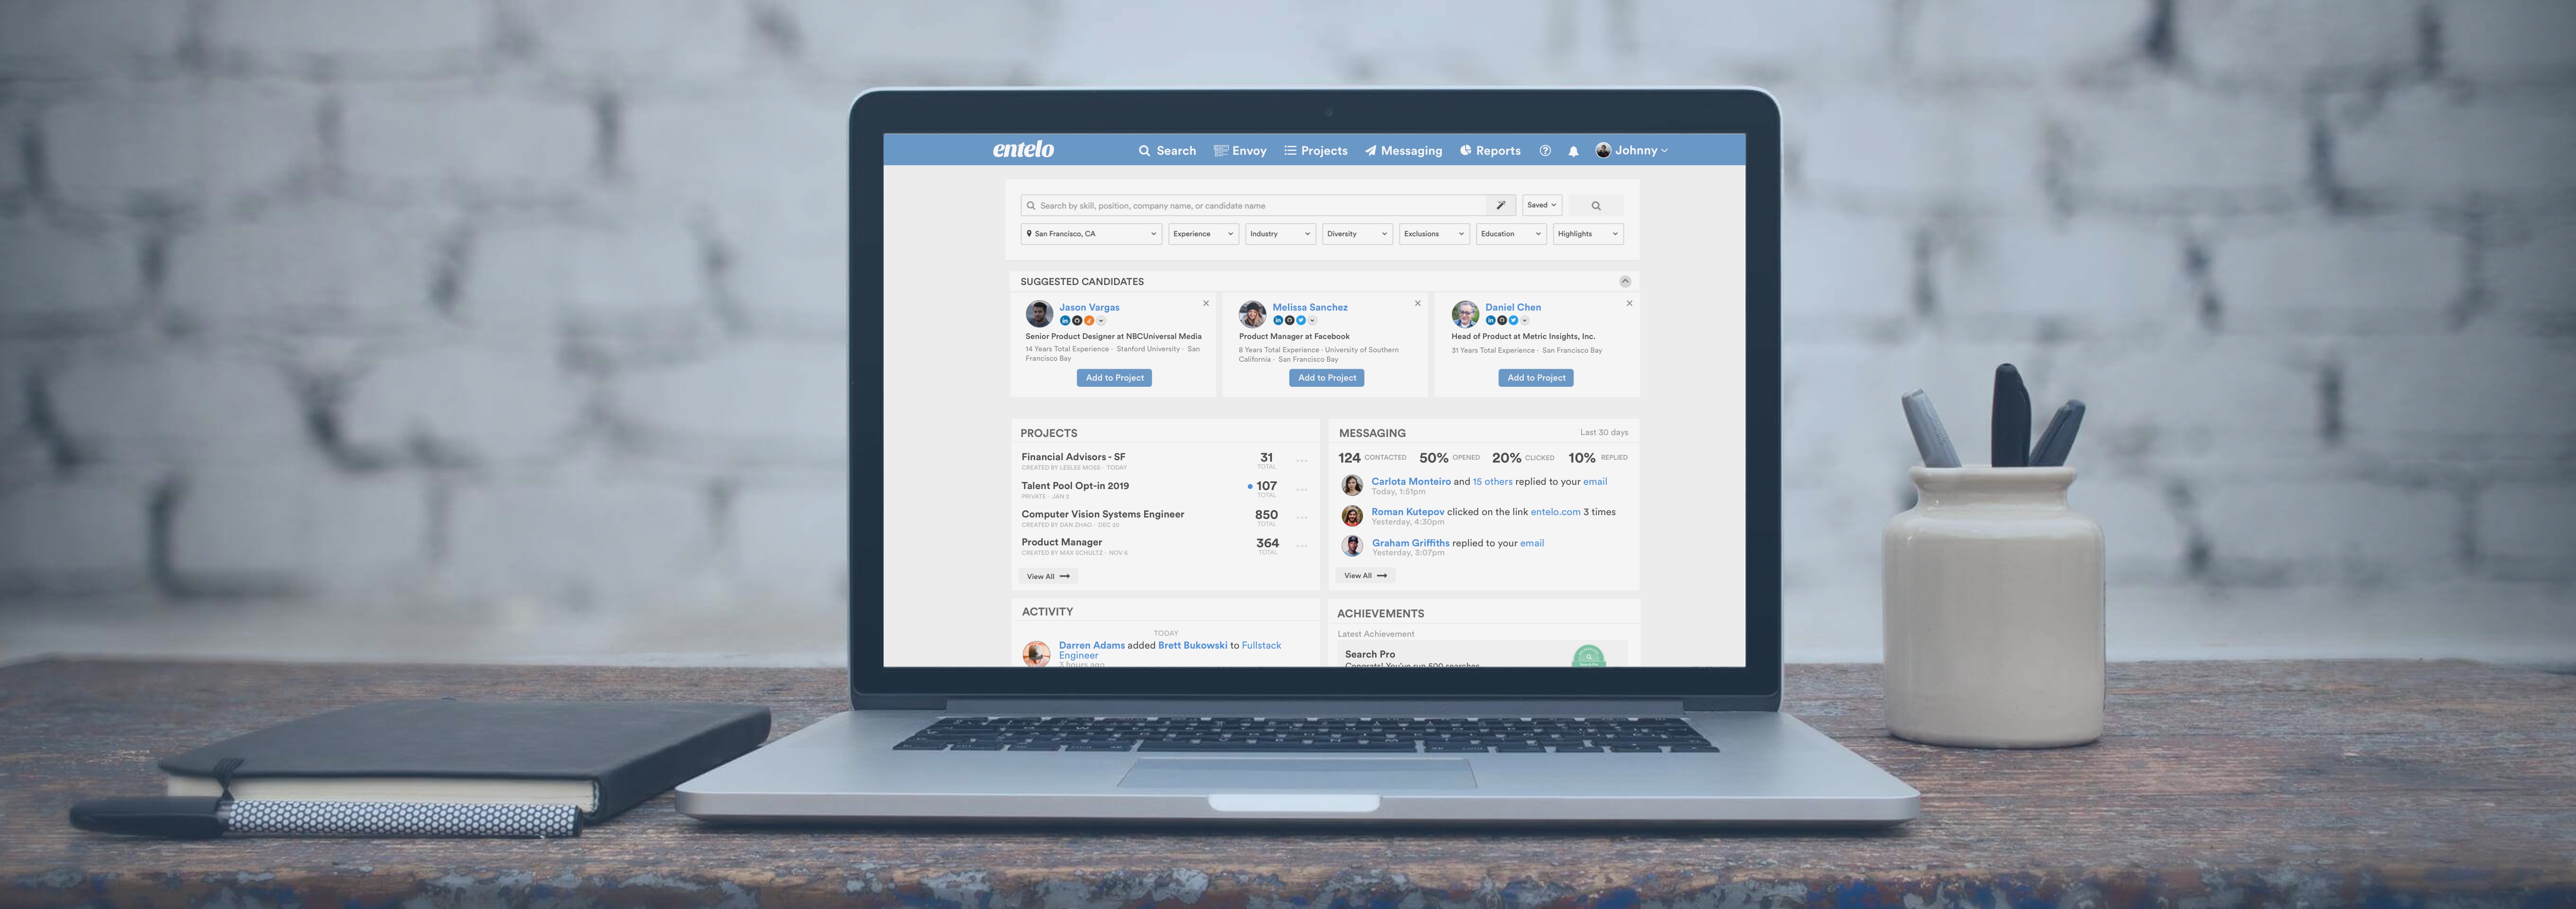 entelo
Search Envoy Projects Messaging Reports Johnny
Search by skill, position, company name, or candidate name
Saved
San Francisco, CA Experience Industry Diversity Exclusions Education Highlights
SUGGESTED CANDIDATES
Jason Vargas
Senior Product Designer at NBCUniversal Media
14 Years Total Experience · Stanford University · San
Francisco Bay
Add to Project
Melissa Sanchez
Product Manager at Facebook
8 Years Total Experience · University of Southern
California · San Francisco Bay
Add to Project
Daniel Chen
Head of Product at Metric Insights, Inc.
31 Years Total Experience · San Francisco Bay
Add to Project
PROJECTS
Financial Advisors - SF
CREATED BY LESLEE MOSS · TODAY
31
TOTAL
Talent Pool Opt-in 2019
PRIVATE · JAN 2
107
TOTAL
Computer Vision Systems Engineer
CREATED BY DAN ZHAO · DEC 20
850
TOTAL
Product Manager
CREATED BY MAX SCHULTZ · NOV 6
364
TOTAL
View All
MESSAGING
Last 30 days
124 CONTACTED 50% OPENED 20% CLICKED 10% REPLIED
Carlota Monteiro and 15 others replied to your email
Today, 1:51pm
Roman Kutepov clicked on the link entelo.com 3 times
Yesterday, 4:30pm
Graham Griffiths replied to your email
Yesterday, 3:07pm
View All
ACTIVITY
TODAY
Darren Adams added Brett Bukowski to Fullstack
Engineer
3 hours ago
ACHIEVEMENTS
Latest Achievement
Search Pro
Congrats! You've run 500 searches